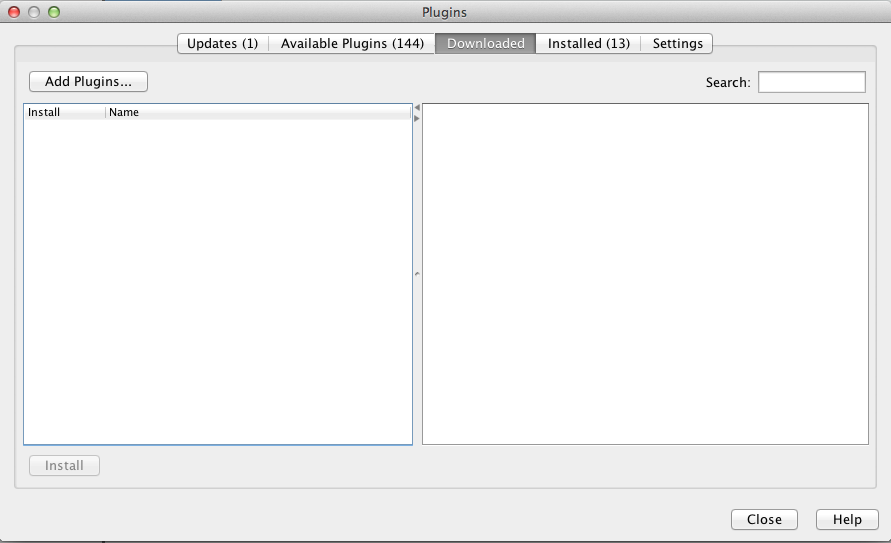 Plugins
Updates (1) Available Plugins (144) Downloaded Installed (13) Settings
Add Plugins... Search:
Install Name
Install
Close Help